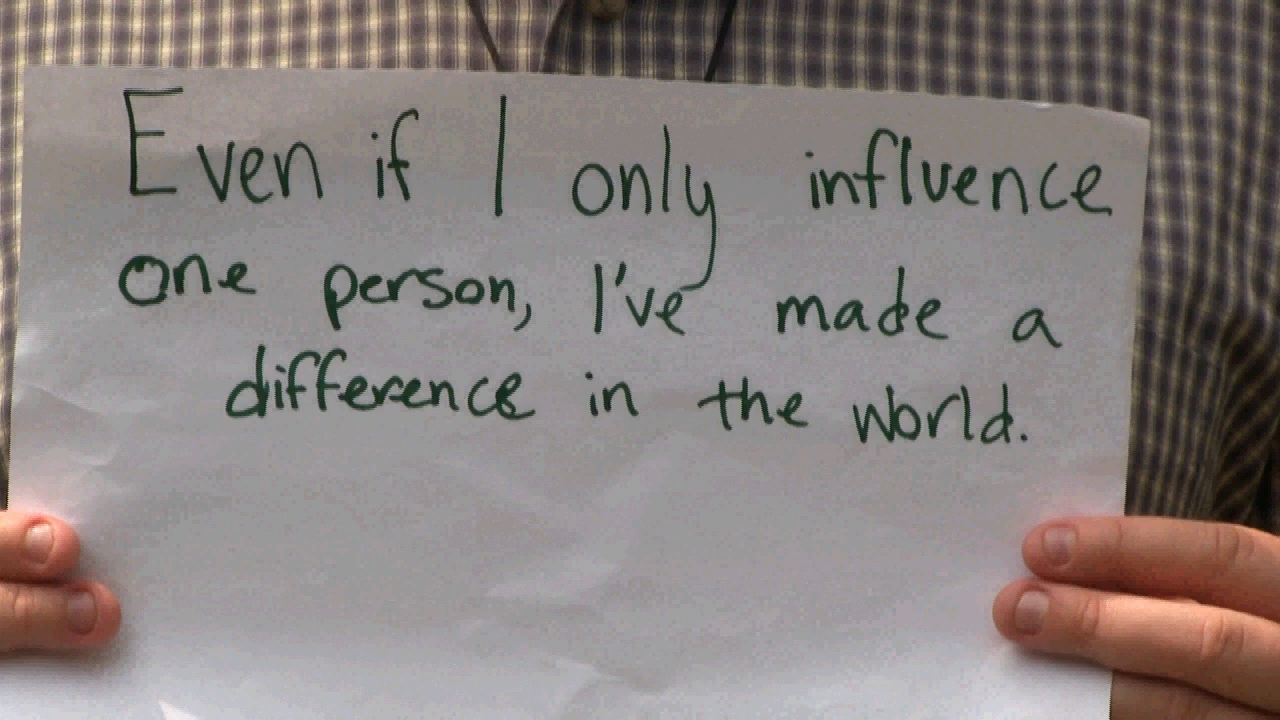 Even if I only influence
one person, I've made a
difference in the world.